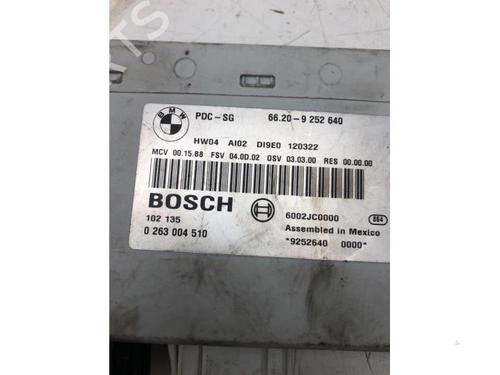 BMW
PDC-SG 66.20-9 252 640
HW04 AI02 DI9E0 120322
MCV 00.15.88 FSV 04.0D.02 OSV 03.03.00 RES 00.00.00
BOSCH
6002JC0000 864
102 135
Assembled in Mexico
0 263 004 510
*9252640 0000*